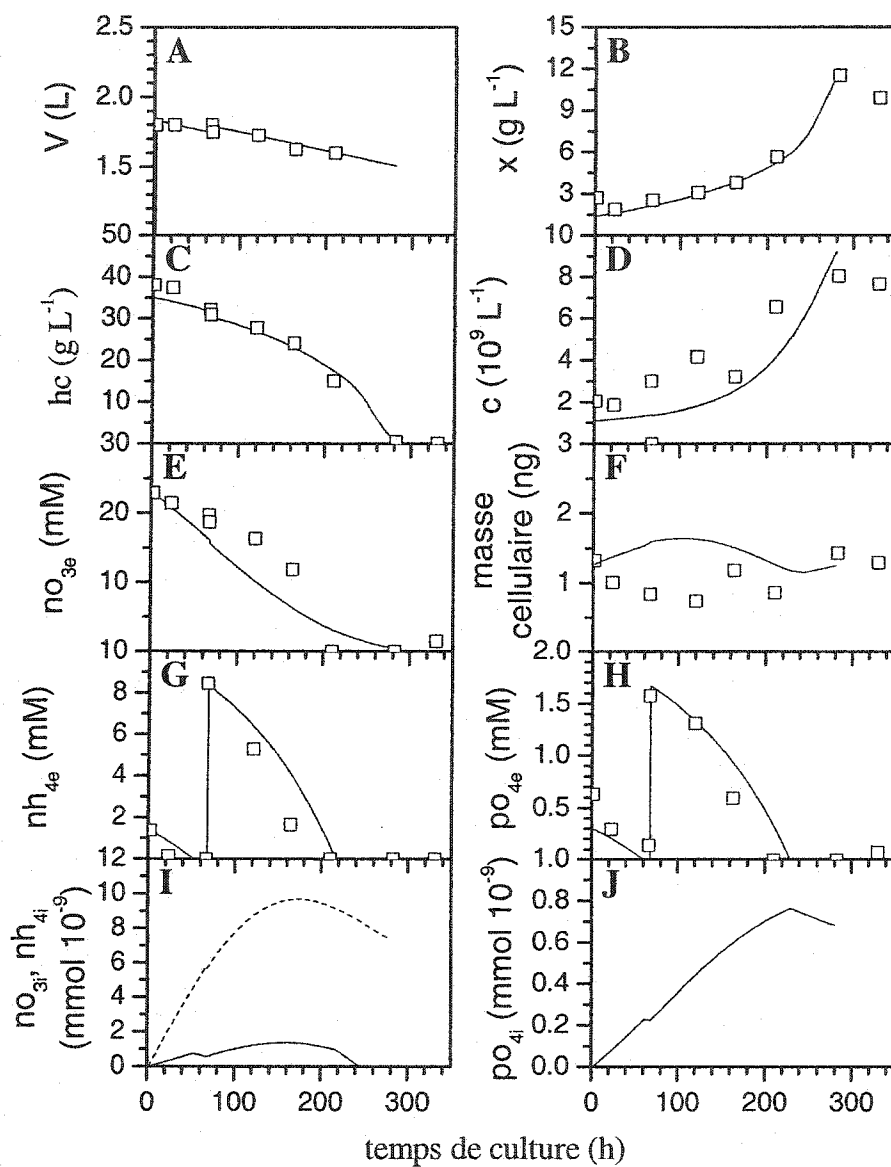 2.5
A
2.0
1.5
V (L)
15
B
12
9
6
3
x (g L⁻¹)
50
C
40
30
20
10
hc (g L⁻¹)
10
D
8
6
4
2
c (10⁹ L⁻¹)
30
E
20
no₃ₑ (mM)
3
F
2
1
masse
cellulaire (ng)
10
G
8
6
4
2
nh₄ₑ (mM)
2.0
H
1.5
1.0
0.5
po₄ₑ (mM)
12
I
10
8
6
4
2
0
no₃ᵢ, nh₄ᵢ
(mmol 10⁻⁹)
1.0
J
0.8
0.6
0.4
0.2
0.0
po₄ᵢ (mmol 10⁻⁹)
0 100 200 300
0 100 200 300
temps de culture (h)